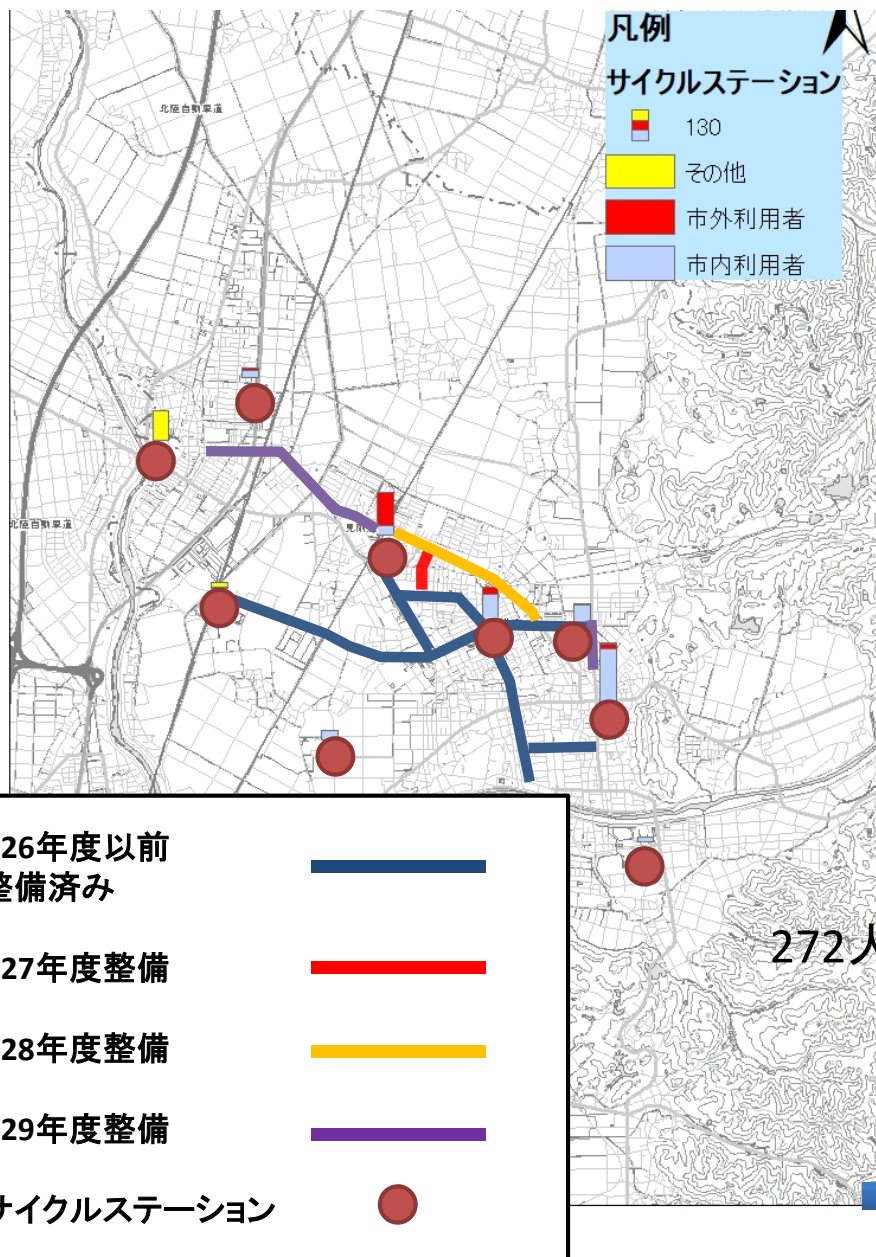 凡例
サイクルステーション
130
その他
市外利用者
市内利用者
北陸自動車道
北陸自動車道
26年度以前
整備済み
27年度整備
28年度整備
29年度整備
サイクルステーション
272人